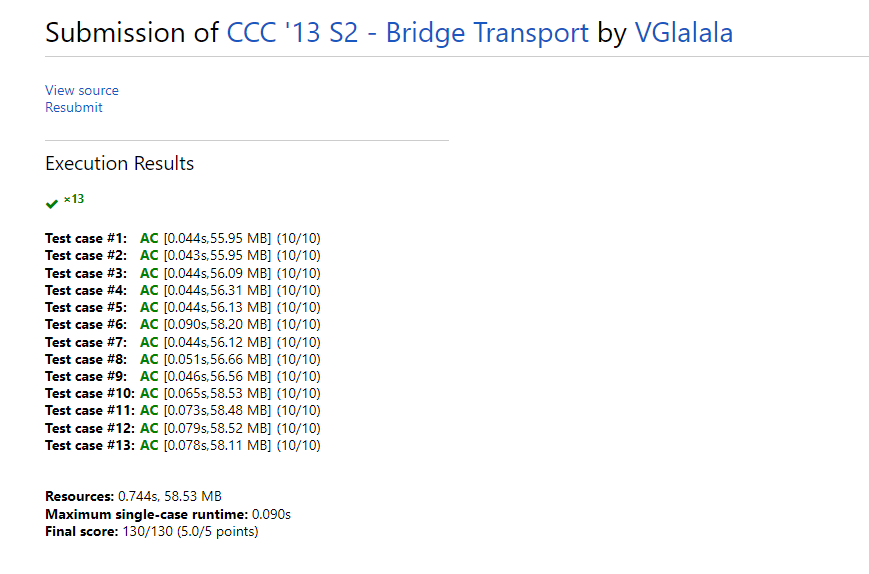 Submission of CCC '13 S2 - Bridge Transport by VGlalala
View source
Resubmit
Execution Results
×13
Test case #1: AC [0.044s,55.95 MB] (10/10)
Test case #2: AC [0.043s,55.95 MB] (10/10)
Test case #3: AC [0.044s,56.09 MB] (10/10)
Test case #4: AC [0.044s,56.31 MB] (10/10)
Test case #5: AC [0.044s,56.13 MB] (10/10)
Test case #6: AC [0.090s,58.20 MB] (10/10)
Test case #7: AC [0.044s,56.12 MB] (10/10)
Test case #8: AC [0.051s,56.66 MB] (10/10)
Test case #9: AC [0.046s,56.56 MB] (10/10)
Test case #10: AC [0.065s,58.53 MB] (10/10)
Test case #11: AC [0.073s,58.48 MB] (10/10)
Test case #12: AC [0.079s,58.52 MB] (10/10)
Test case #13: AC [0.078s,58.11 MB] (10/10)
Resources: 0.744s, 58.53 MB
Maximum single-case runtime: 0.090s
Final score: 130/130 (5.0/5 points)